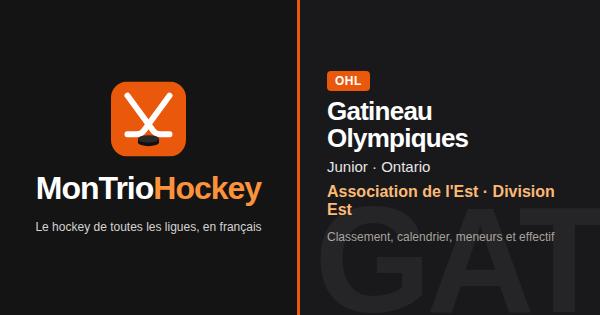 MonTrioHockey
Le hockey de toutes les ligues, en français
OHL
Gatineau
Olympiques
Junior · Ontario
Association de l'Est · Division
Est
Classement, calendrier, meneurs et effectif
GAT